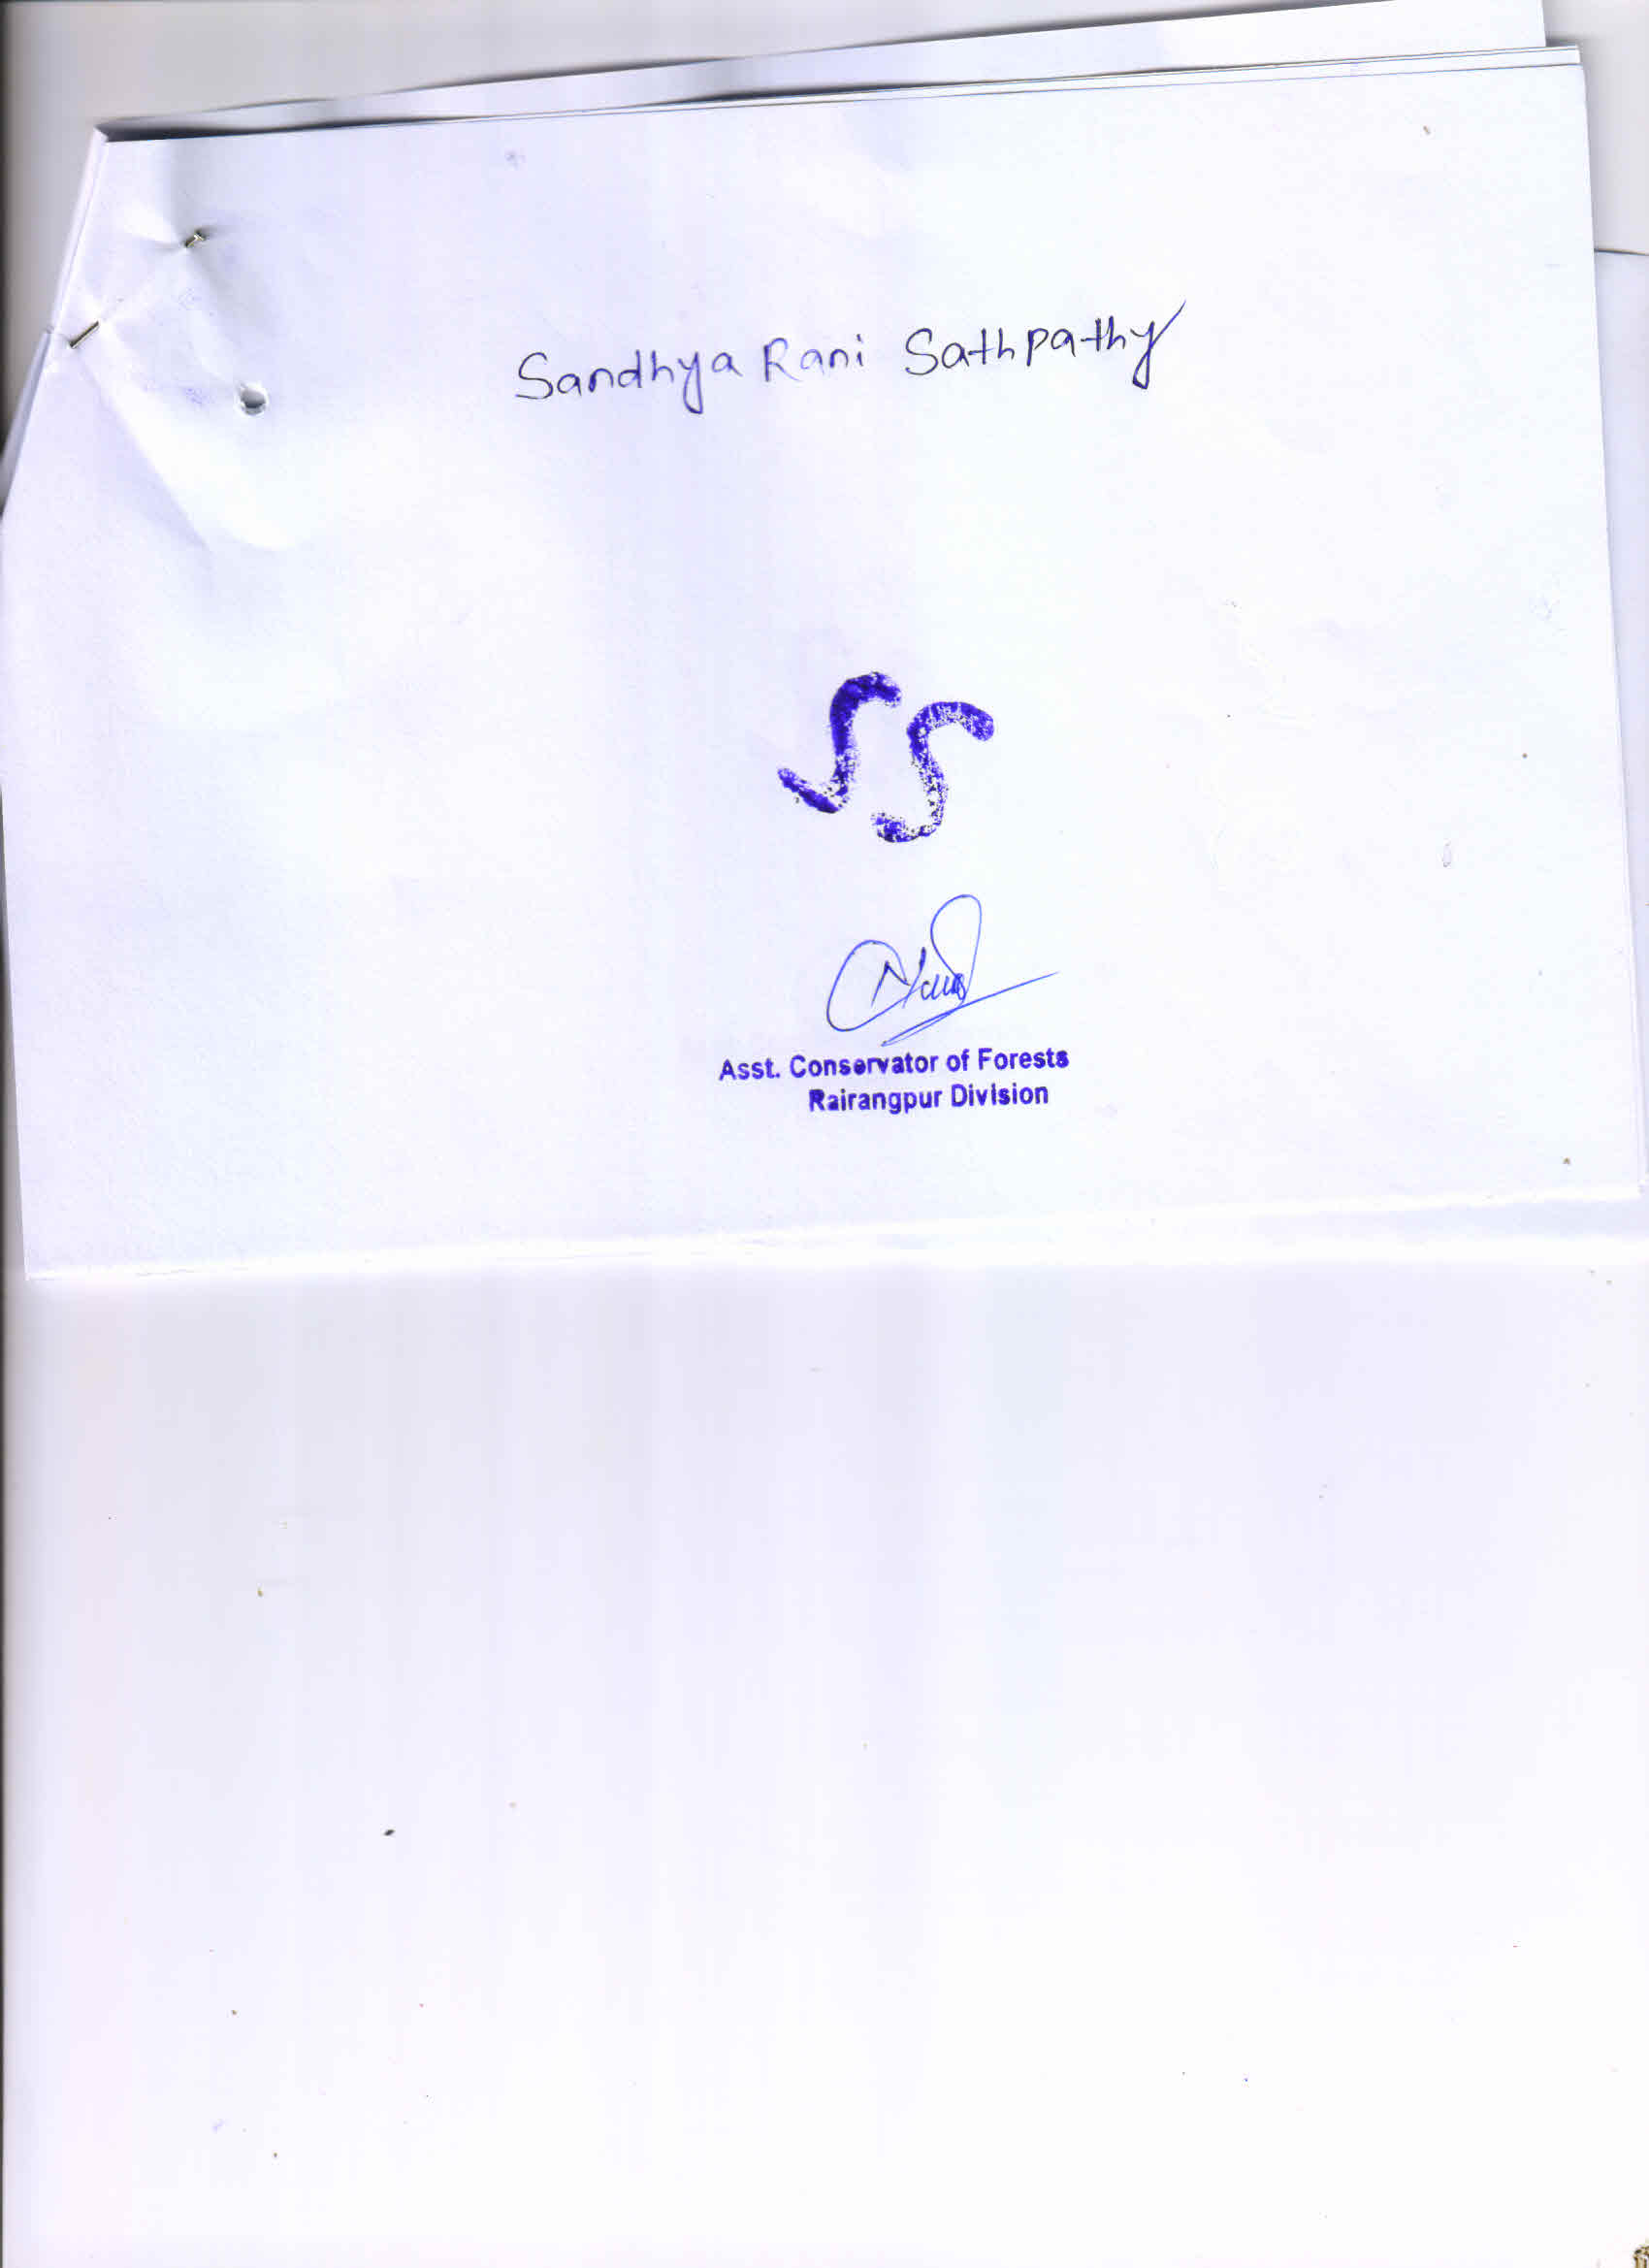 Sandhya Rani Sathpathy
SS
Asst. Conservator of Forests
Rairangpur Division